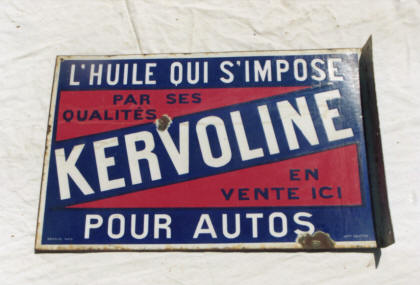 L'HUILE QUI S'IMPOSE
PAR SES
QUALITÉS
KERVOLINE
EN
VENTE ICI
POUR AUTOS